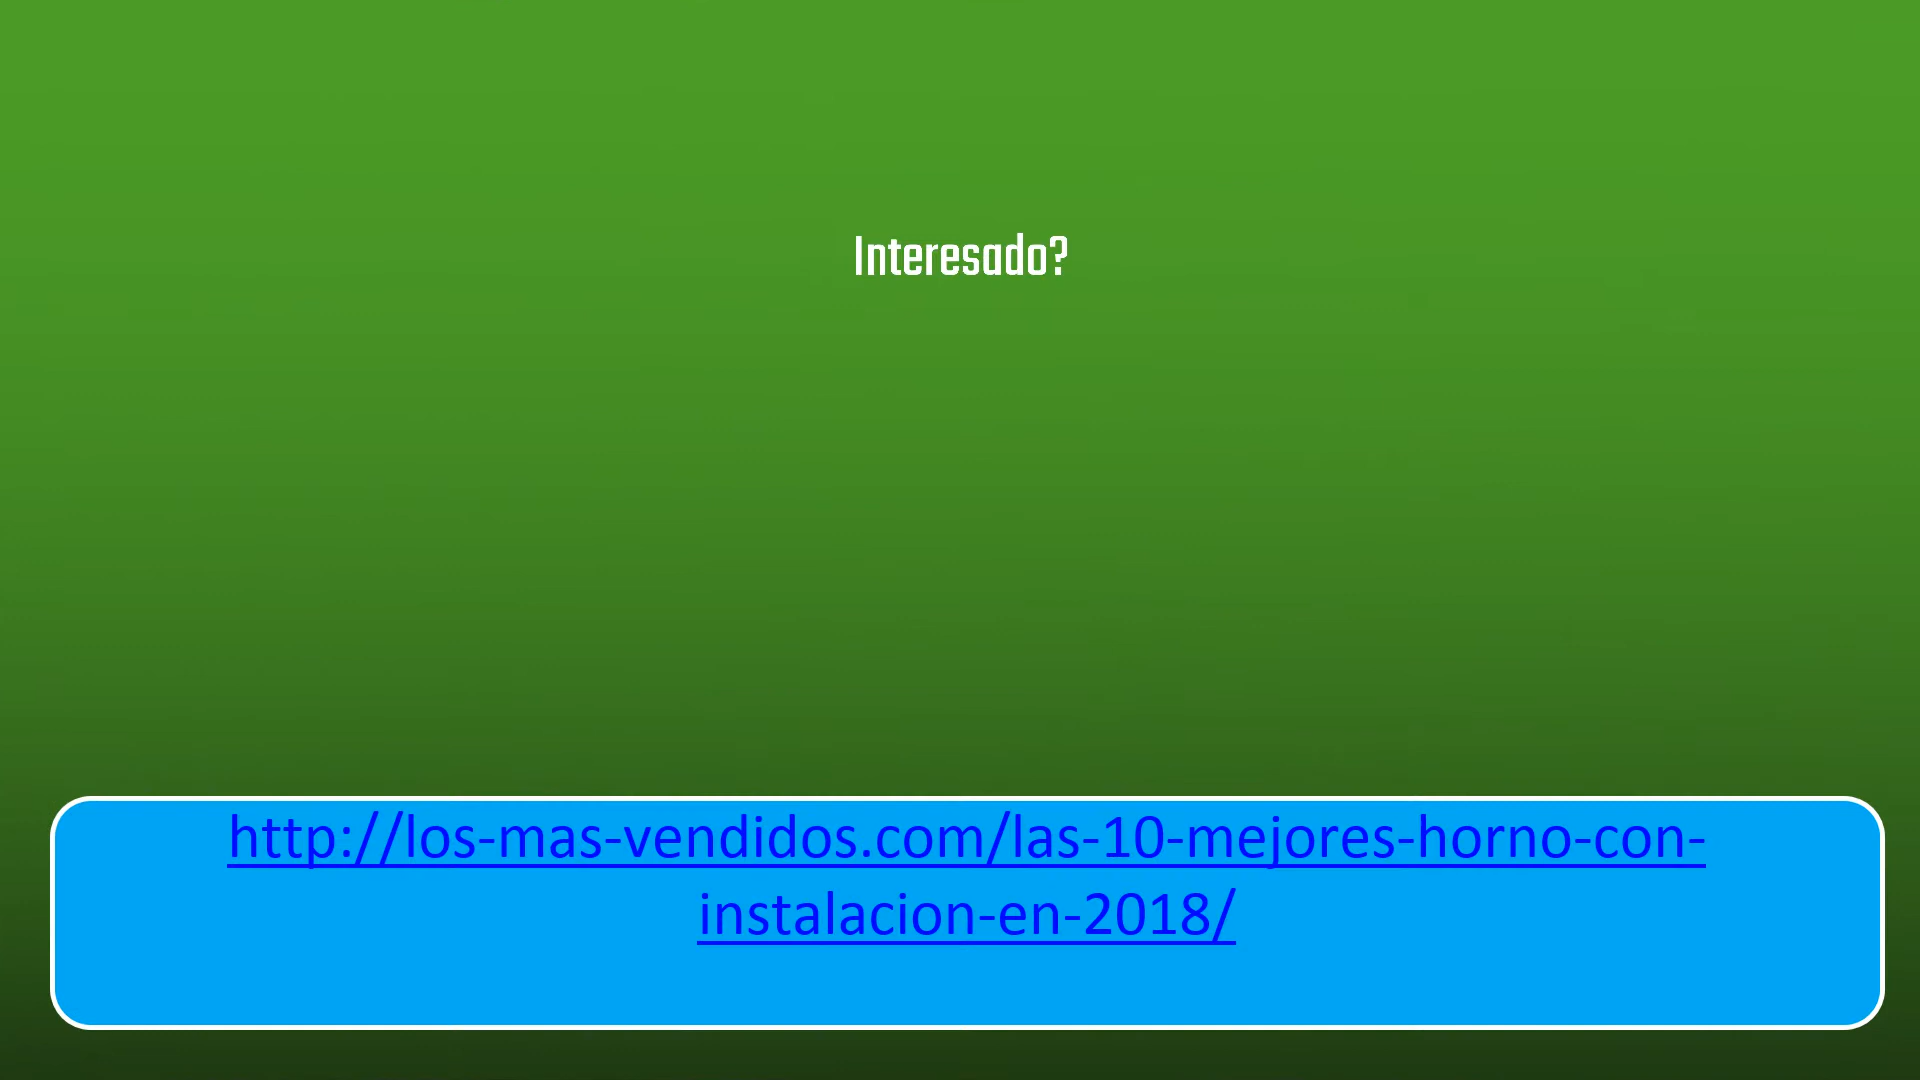 Interesado?
http://los-mas-vendidos.com/las-10-mejores-horno-con-
instalacion-en-2018/